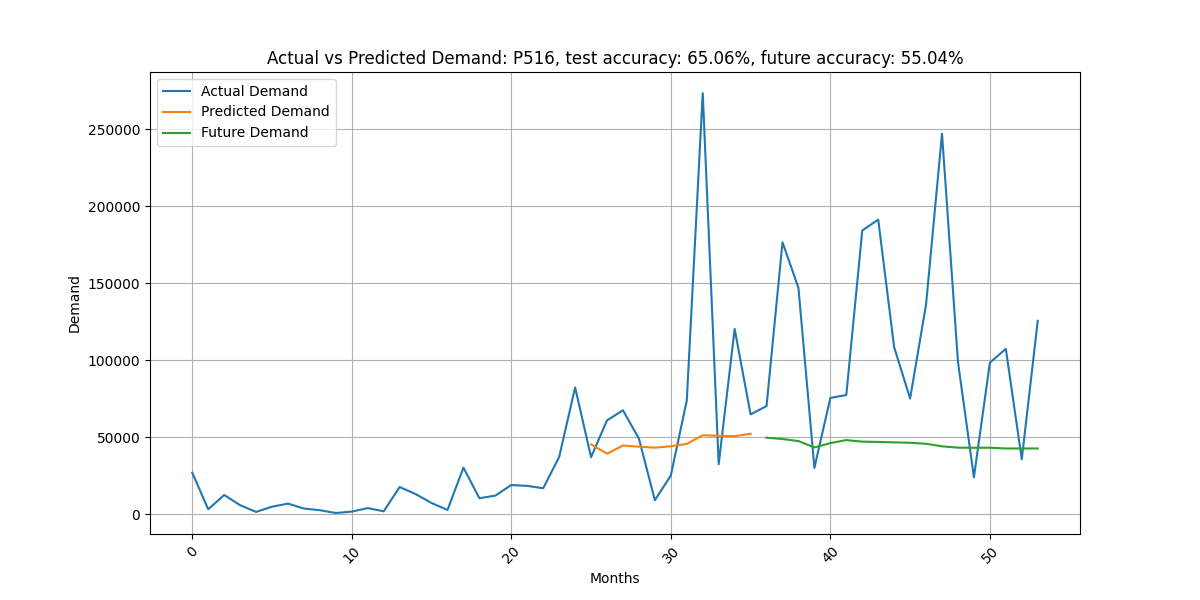 Actual vs Predicted Demand: P516, test accuracy: 65.06%, future accuracy: 55.04%
Actual Demand
Predicted Demand
Future Demand
250000
200000
150000
100000
50000
0
Demand
0
10
20
30
40
50
Months